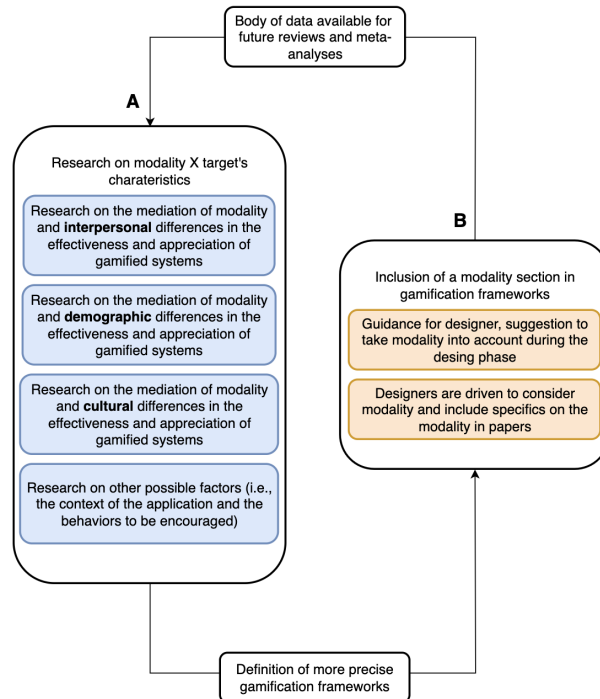 Body of data available for
future reviews and meta-
analyses
A
Research on modality X target's
charateristics
Research on the mediation of modality
and interpersonal differences in the
effectiveness and appreciation of
gamified systems
Research on the mediation of modality
and demographic differences in the
effectiveness and appreciation of
gamified systems
Research on the mediation of modality
and cultural differences in the
effectiveness and appreciation of
gamified systems
Research on other possible factors (i.e.,
the context of the application and the
behaviors to be encouraged)
B
Inclusion of a modality section in
gamification frameworks
Guidance for designer, suggestion to
take modality into account during the
desing phase
Designers are driven to consider
modality and include specifics on the
modality in papers
Definition of more precise
gamification frameworks